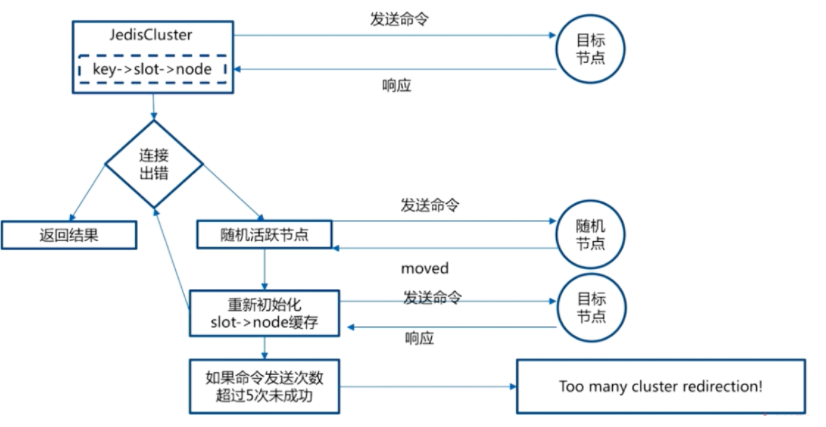 JedisCluster
key->slot->node
发送命令
响应
目标
节点
连接
出错
返回结果
随机活跃节点
发送命令
moved
随机
节点
重新初始化
slot->node缓存
发送命令
响应
目标
节点
如果命令发送次数
超过5次未成功
Too many cluster redirection!